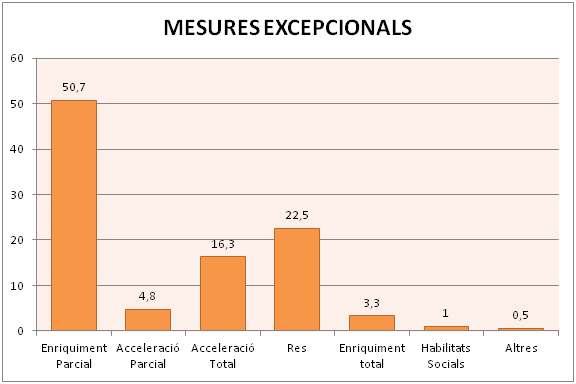 MESURES EXCEPCIONALS
60
50
40
30
20
10
0
50,7
4,8
16,3
22,5
3,3
1
0,5
Enriquiment Parcial
Acceleració Parcial
Acceleració Total
Res
Enriquiment total
Habilitats Socials
Altres